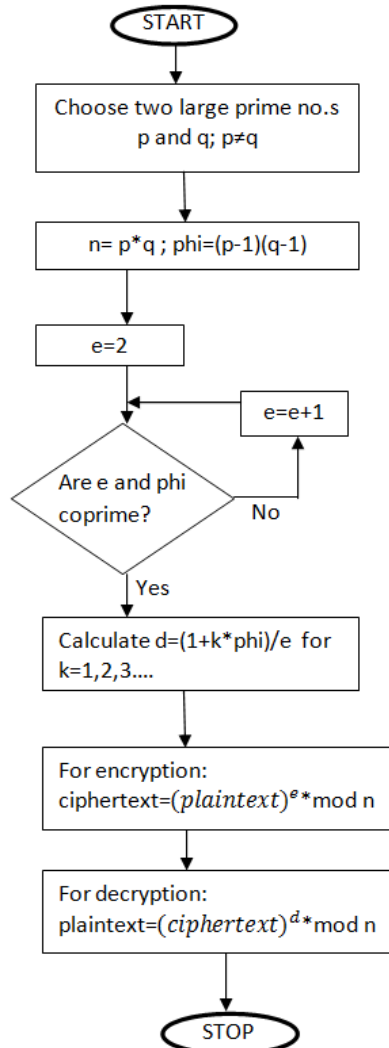 START
Choose two large prime no.s
p and q; p≠q
n= p*q ; phi=(p-1)(q-1)
e=2
e=e+1
Are e and phi
coprime?
No
Yes
Calculate d=(1+k*phi)/e for
k=1,2,3....
For encryption:
ciphertext=(plaintext)^e*mod n
For decryption:
plaintext=(ciphertext)^d*mod n
STOP